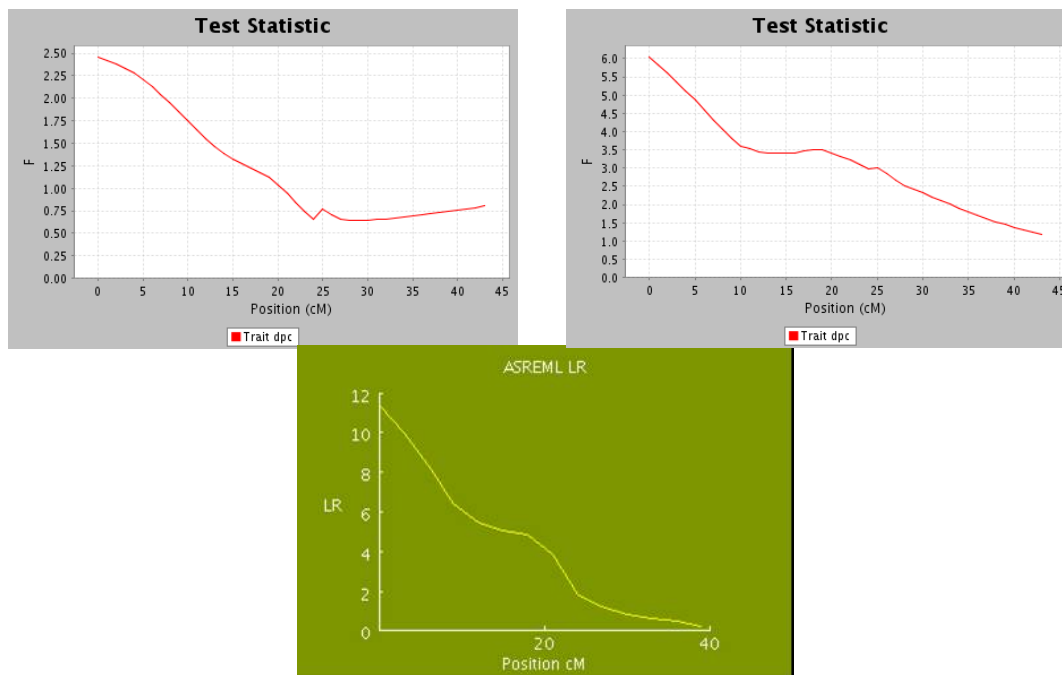 Test Statistic
2.50
2.25
2.00
1.75
1.50
1.25
1.00
0.75
0.50
0.25
0.00
F
0 5 10 15 20 25 30 35 40 45
Position (cM)
Trait dpc
Test Statistic
6.0
5.5
5.0
4.5
4.0
3.5
3.0
2.5
2.0
1.5
1.0
0.5
0.0
F
0 5 10 15 20 25 30 35 40 45
Position (cM)
Trait dpc
ASREML LR
12
10
8
6
4
2
0
LR
20 40
Position cM